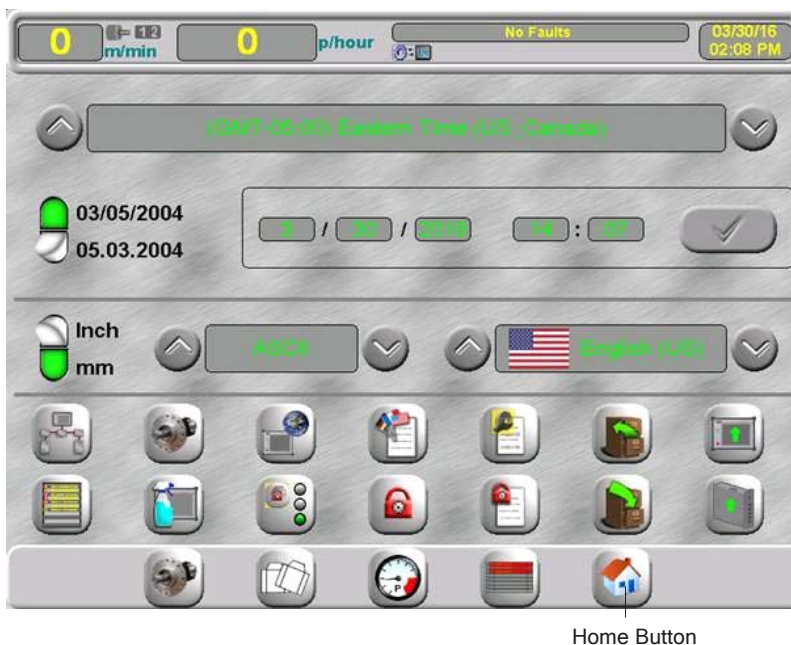 0 12 m/min 0 p/hour No Faults 03/30/16
02:08 PM
(GMT-05:00) Eastern Time (US, Canada)
03/05/2004
05.03.2004
3 / 30 / 2016 14 : 07
Inch
mm
ASCII English (US)
P
Home Button